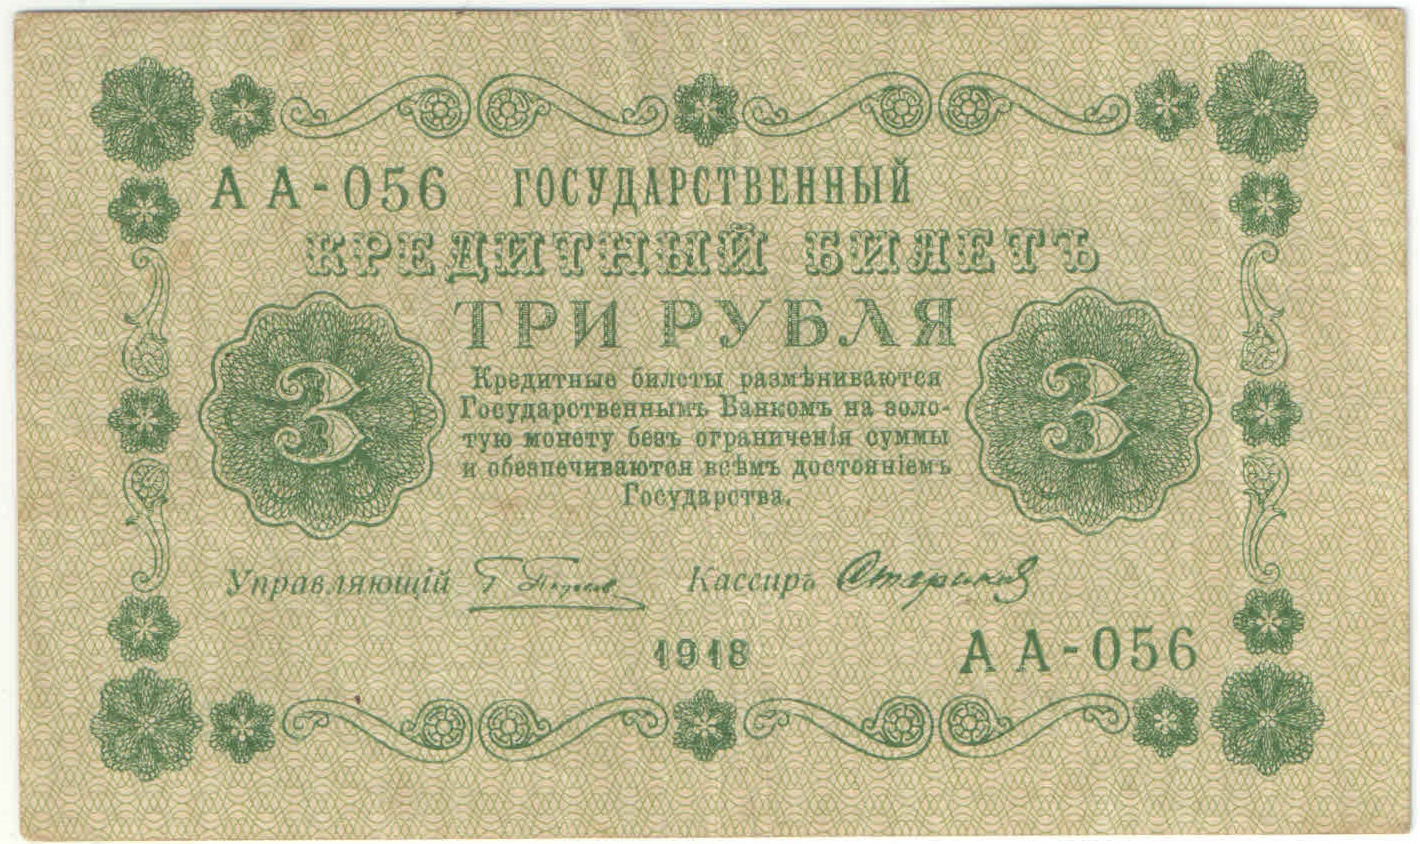 АА-056 ГОСУДАРСТВЕННЫЙ
КРЕДИТНЫЙ БИЛЕТЪ
ТРИ РУБЛЯ
3
Кредитные билеты размѣниваются
Государственнымъ Банкомъ на золо-
тую монету безъ ограниченія суммы
и обезпечиваются всѣмъ достояніемъ
Государства.
3
Управляющій Кассиръ
1918
АА-056